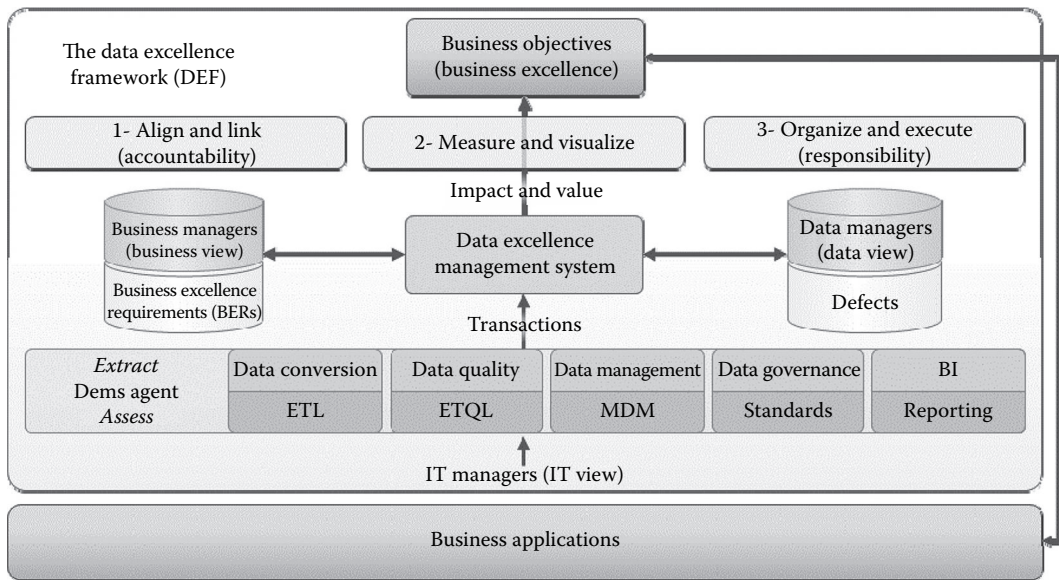 The data excellence
framework (DEF)
Business objectives
(business excellence)
1- Align and link
(accountability)
2- Measure and visualize
3- Organize and execute
(responsibility)
Impact and value
Business managers
(business view)
Business excellence
requirements (BERs)
Data excellence
management system
Data managers
(data view)
Defects
Transactions
Extract
Dems agent
Assess
Data conversion
ETL
Data quality
ETQL
Data management
MDM
Data governance
Standards
BI
Reporting
IT managers (IT view)
Business applications